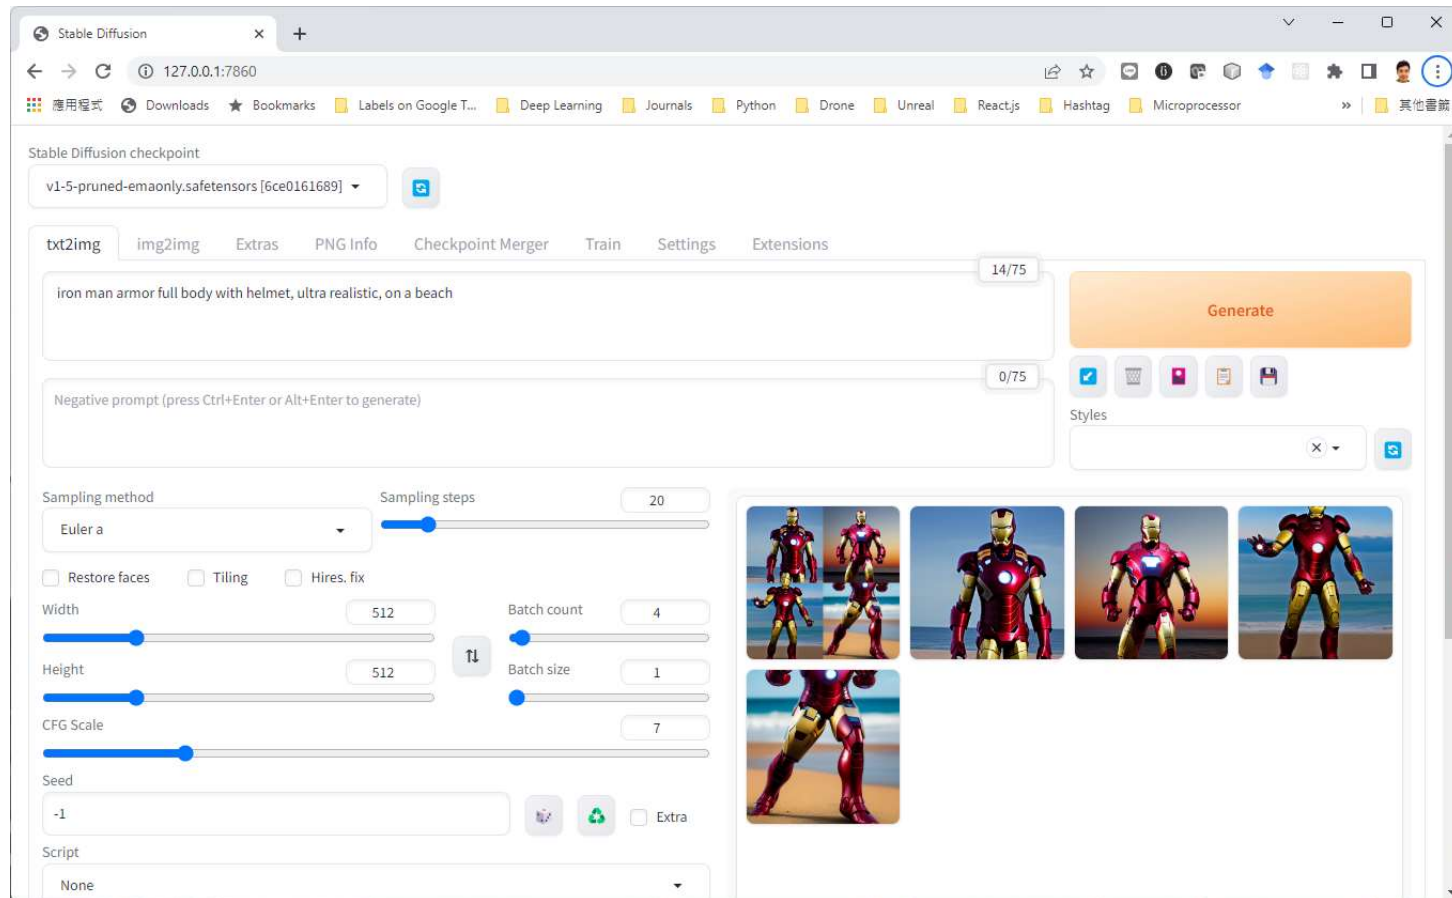 Stable Diffusion
127.0.0.1:7860
應用程式 Downloads Bookmarks Labels on Google T... Deep Learning Journals Python Drone Unreal React.js Hashtag Microprocessor » 其他書籤
Stable Diffusion checkpoint
v1-5-pruned-emaonly.safetensors [6ce0161689]
txt2img img2img Extras PNG Info Checkpoint Merger Train Settings Extensions
14/75
iron man armor full body with helmet, ultra realistic, on a beach
Generate
0/75
Negative prompt (press Ctrl+Enter or Alt+Enter to generate)
Styles
Sampling method Sampling steps 20
Euler a
Restore faces Tiling Hires. fix
Width 512 Batch count 4
Height 512 Batch size 1
CFG Scale 7
Seed
-1 Extra
Script
None